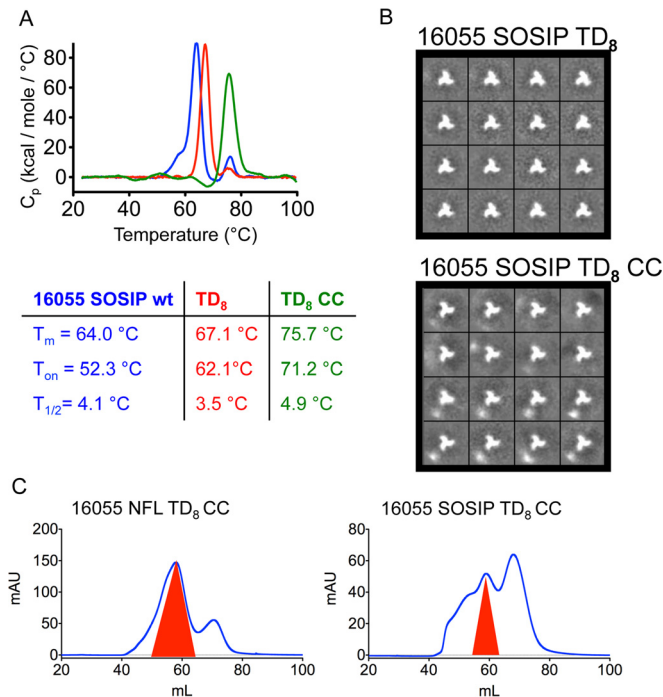 A
80
60
40
20
0
Cp (kcal / mole / °C)
20 40 60 80 100
Temperature (°C)
16055 SOSIP wt TD8 TD8 CC
Tm = 64.0 °C 67.1 °C 75.7 °C
Ton = 52.3 °C 62.1°C 71.2 °C
T1/2= 4.1 °C 3.5 °C 4.9 °C
B
16055 SOSIP TD8
16055 SOSIP TD8 CC
C
16055 NFL TD8 CC
200
150
100
50
0
mAU
20 40 60 80 100
mL
16055 SOSIP TD8 CC
80
60
40
20
0
mAU
20 40 60 80 100
mL